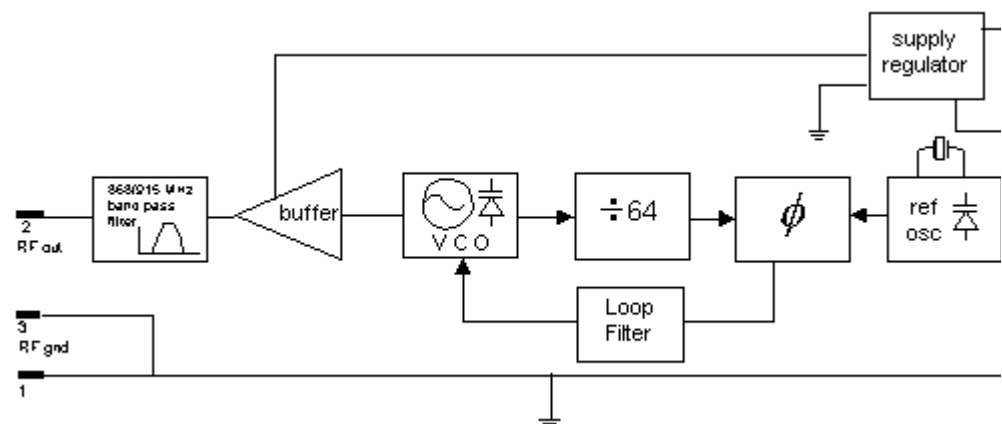 supply
regulator
868/915 MHz
band pass
filter
buffer
V C O
÷64
ϕ
ref
osc
2
RF out
Loop
Filter
3
RF gnd
1